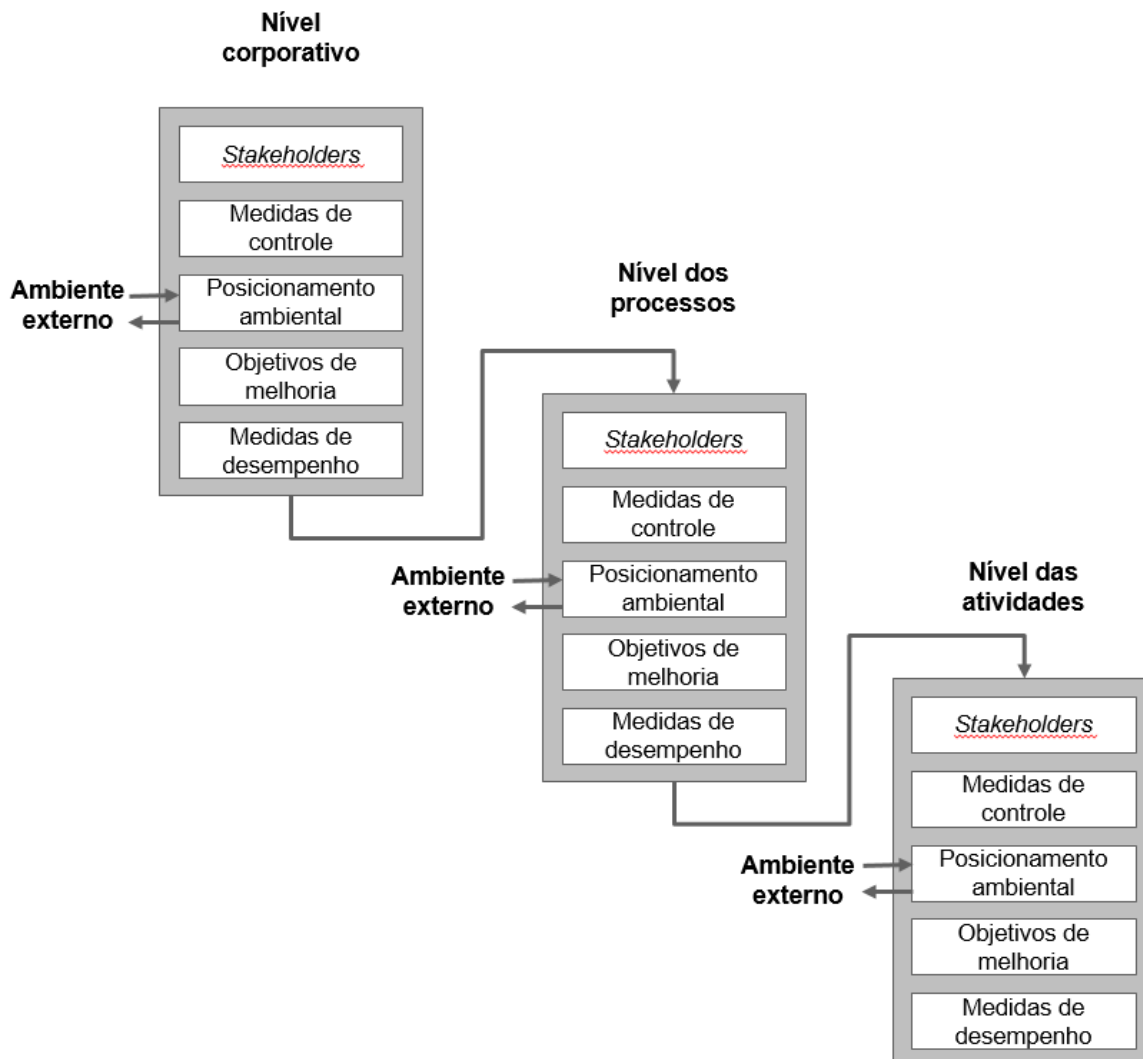 Nível
corporativo
Stakeholders
Medidas de
controle
Ambiente
externo
Posicionamento
ambiental
Objetivos de
melhoria
Medidas de
desempenho
Nível dos
processos
Stakeholders
Medidas de
controle
Ambiente
externo
Posicionamento
ambiental
Objetivos de
melhoria
Medidas de
desempenho
Nível das
atividades
Stakeholders
Medidas de
controle
Ambiente
externo
Posicionamento
ambiental
Objetivos de
melhoria
Medidas de
desempenho